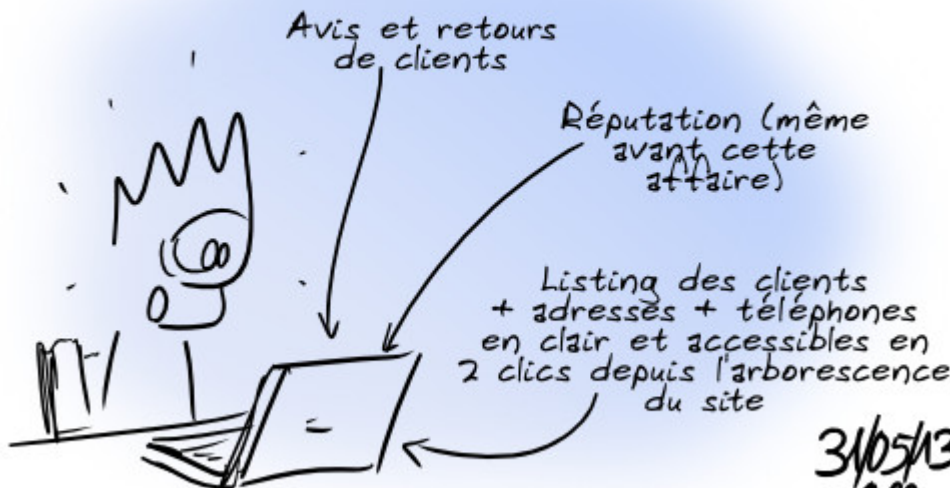 Avis et retours
de clients
Réputation (même
avant cette
affaire)
Listing des clients
+ adresses + téléphones
en clair et accessibles en
2 clics depuis l'arborescence
du site
31/05/13